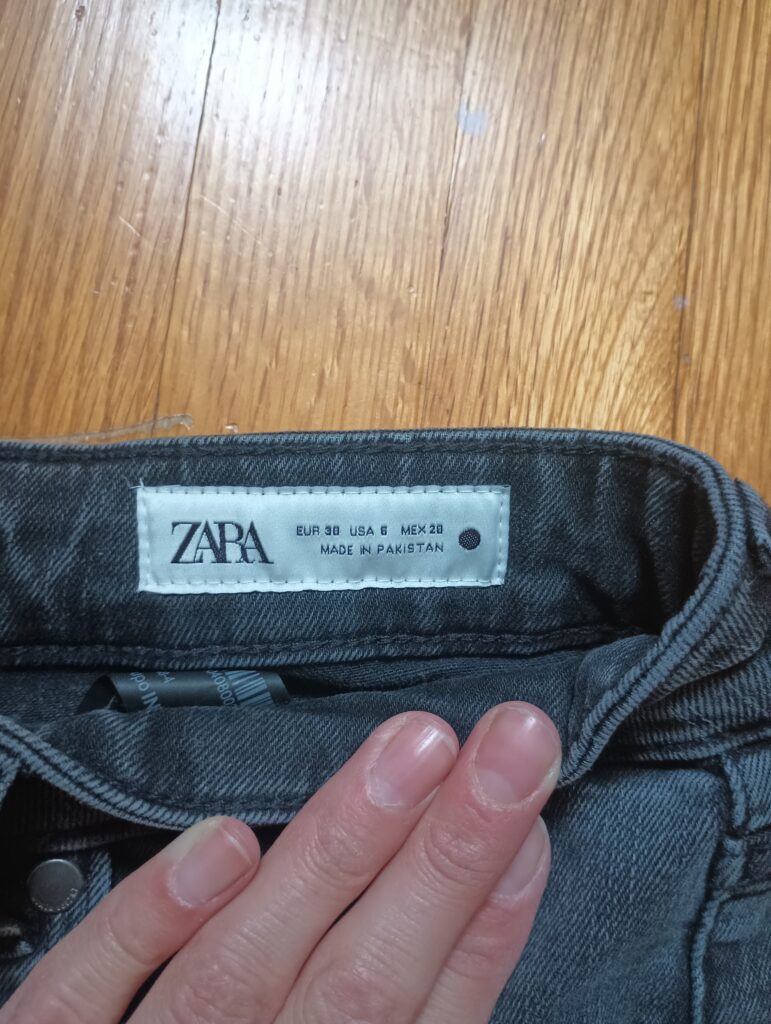 ZARA
EUR 38 USA 6 MEX 28
MADE IN PAKISTAN